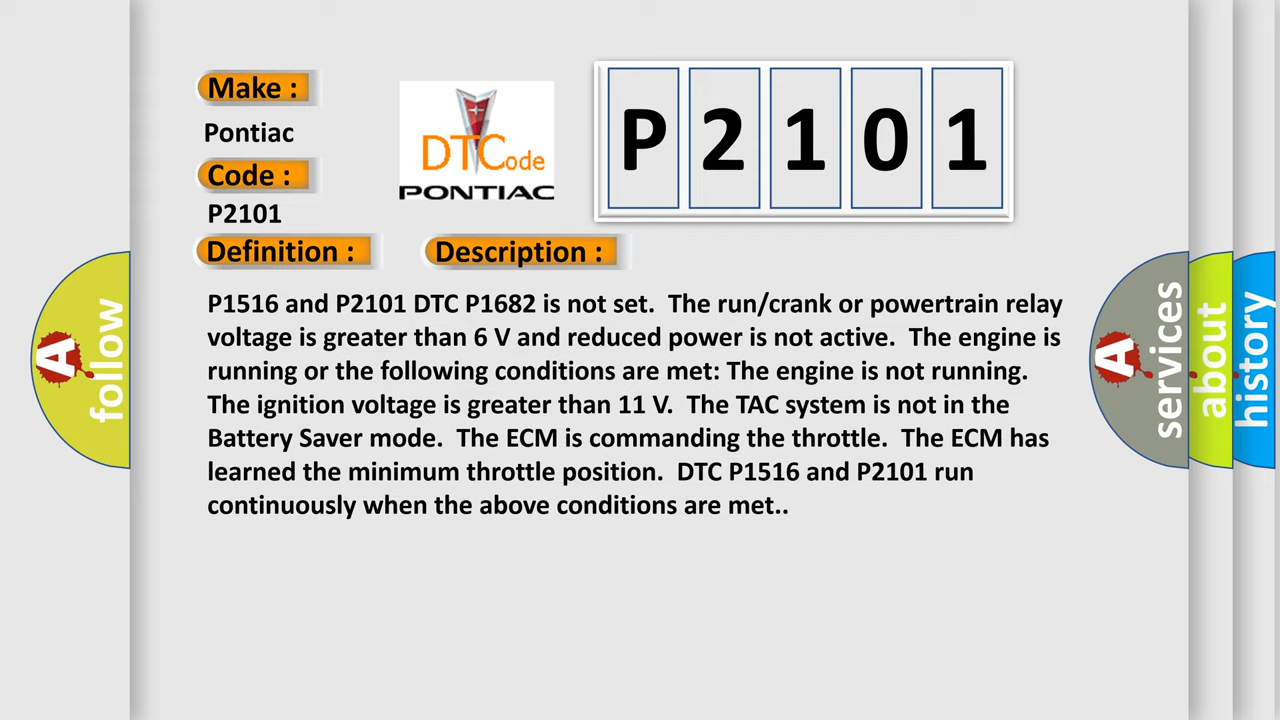 Make :
Pontiac
Code :
P2101
DTCode
PONTIAC
P2101
Definition :
Description :
P1516 and P2101 DTC P1682 is not set.  The run/crank or powertrain relay
voltage is greater than 6 V and reduced power is not active.  The engine is
running or the following conditions are met: The engine is not running.
The ignition voltage is greater than 11 V.  The TAC system is not in the
Battery Saver mode.  The ECM is commanding the throttle.  The ECM has
learned the minimum throttle position.  DTC P1516 and P2101 run
continuously when the above conditions are met..
A follow
A services
about
history